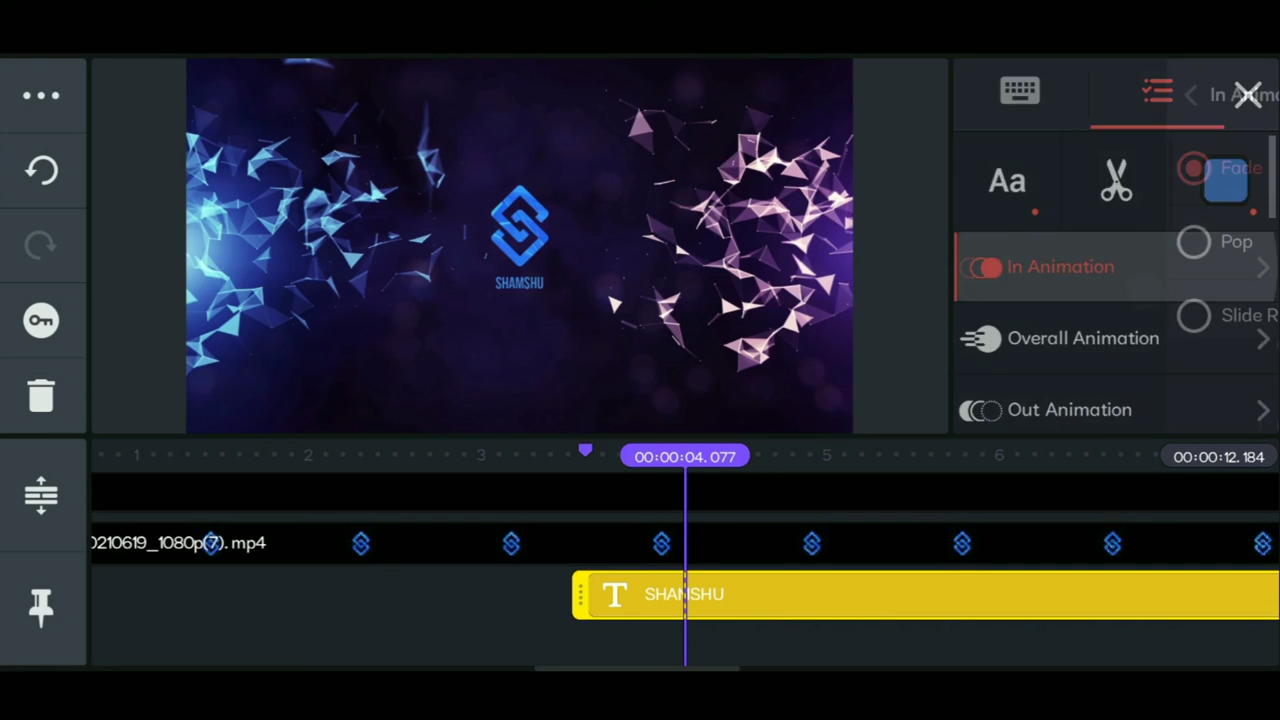 In Anim
Aa
Fade
Pop
In Animation
Slide R
Overall Animation
Out Animation
SHAMSHU
1
2
3
00:00:04.077
5
6
00:00:12.184
0210619_1080p(7).mp4
T SHAMSHU